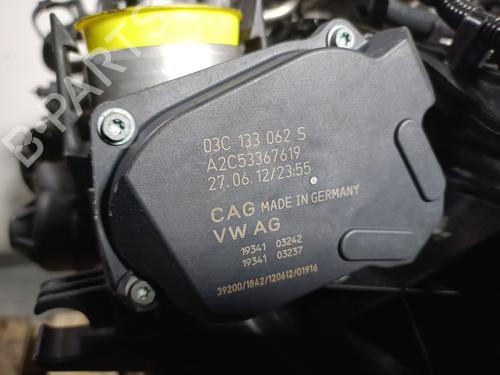 B-PARTS
03C 133 062 S
A2C53367619
27.06.12/23:55
CAG MADE IN GERMANY
VW AG
19341 03242
19341 03237
39200/1842/120612/01916